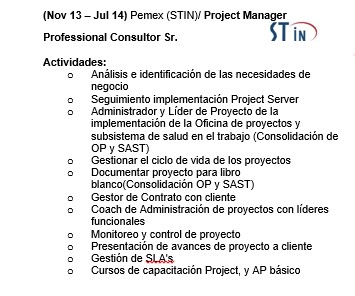 (Nov 13 – Jul 14) Pemex (STIN)/ Project Manager
STiN
Professional Consultor Sr.
Actividades:
o Análisis e identificación de las necesidades de
negocio
o Seguimiento implementación Project Server
o Administrador y Líder de Proyecto de la
implementación de la Oficina de proyectos y
subsistema de salud en el trabajo (Consolidación de
OP y SAST)
o Gestionar el ciclo de vida de los proyectos
o Documentar proyecto para libro
blanco(Consolidación OP y SAST)
o Gestor de Contrato con cliente
o Coach de Administración de proyectos con líderes
funcionales
o Monitoreo y control de proyecto
o Presentación de avances de proyecto a cliente
o Gestión de SLA's
o Cursos de capacitación Project, y AP básico